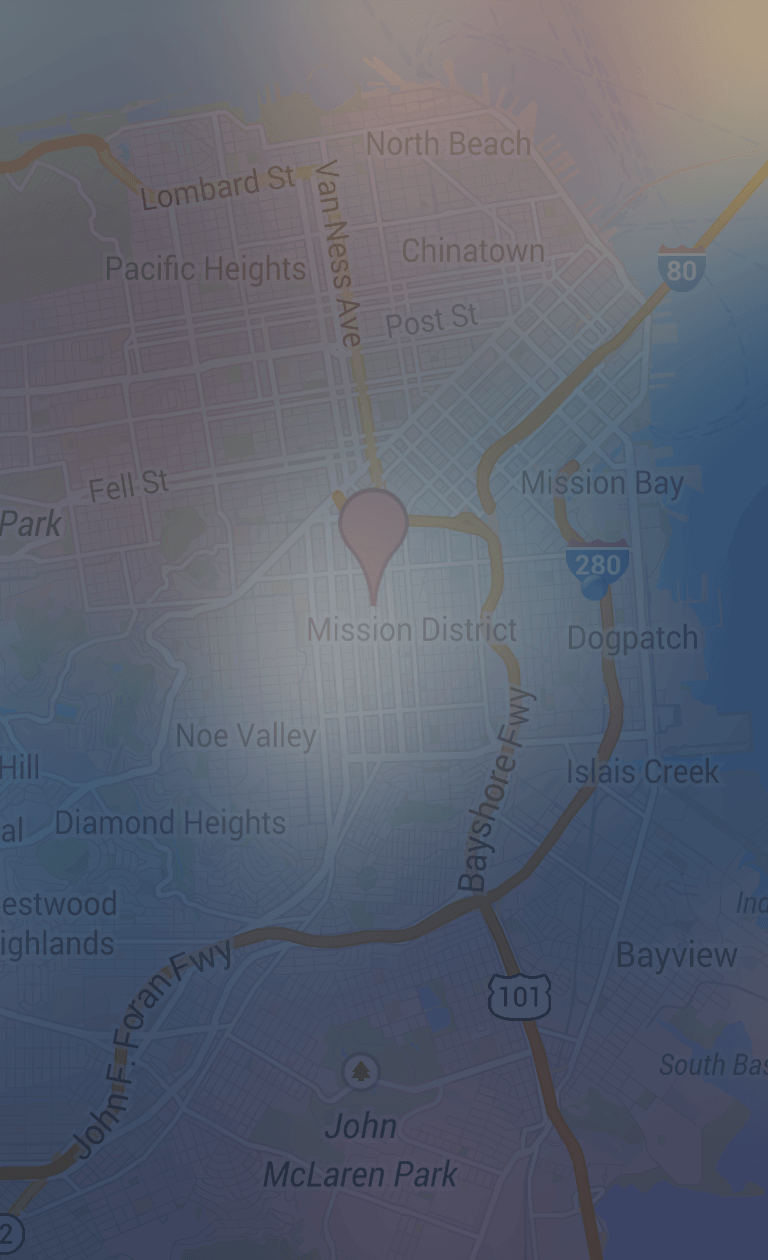 North Beach
Lombard St
Van Ness Ave
Chinatown
Pacific Heights
80
Post St
Fell St
Mission Bay
Park
280
Mission District
Dogpatch
Noe Valley
Hill
Islais Creek
Bayshore Fwy
al
Diamond Heights
estwood
ighlands
Ind
John F. Foran Fwy
Bayview
101
South Bas
John
McLaren Park
2